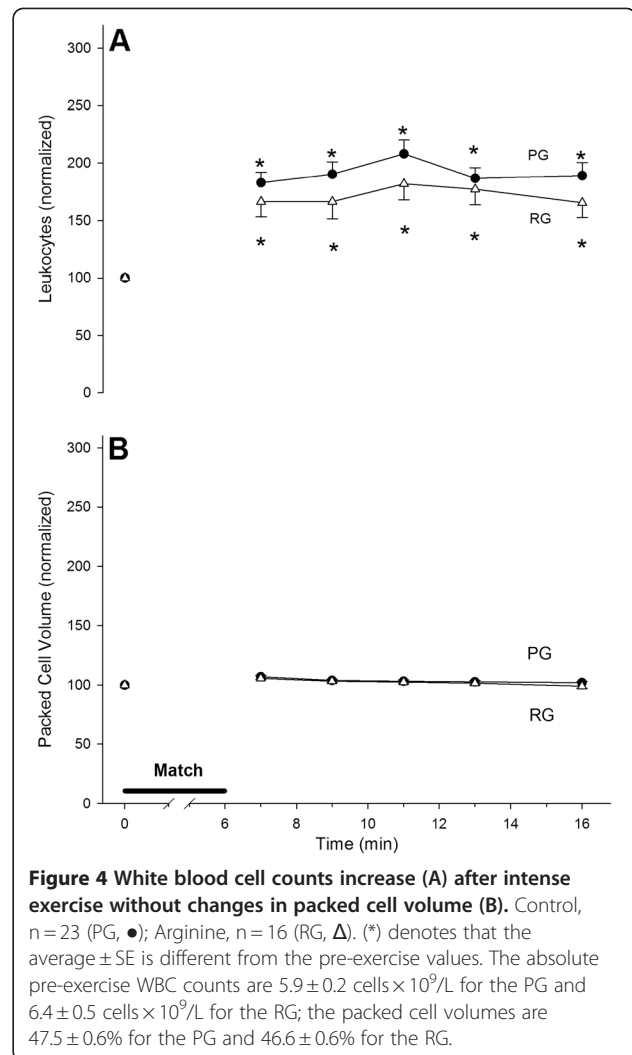 A
300
250
200
150
100
50
0
Leukocytes (normalized)
* * * * *
PG
RG
* * * * *
B
300
250
200
150
100
50
0
Packed Cell Volume (normalized)
PG
RG
Match
0 6 8 10 12 14 16
Time (min)
Figure 4 White blood cell counts increase (A) after intense
exercise without changes in packed cell volume (B). Control,
n = 23 (PG, ●); Arginine, n = 16 (RG, Δ). (*) denotes that the
average ± SE is different from the pre-exercise values. The absolute
pre-exercise WBC counts are 5.9 ± 0.2 cells × 10⁹/L for the PG and
6.4 ± 0.5 cells × 10⁹/L for the RG; the packed cell volumes are
47.5 ± 0.6% for the PG and 46.6 ± 0.6% for the RG.